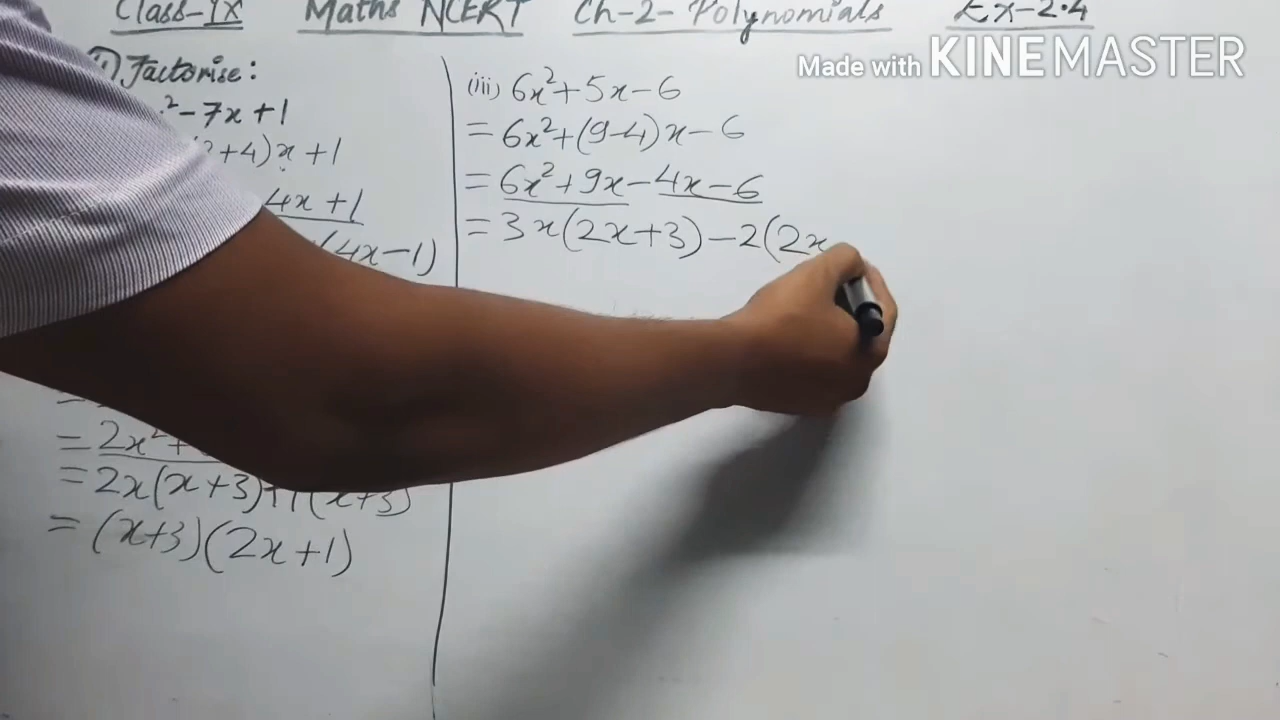 Class-IX Maths NCERT Ch-2- Polynomials Ex-2.4
Made with KINEMASTER
Factorise:
² - 7x + 1
+4)x + 1
4x + 1
(4x-1)
= 2x²+
= 2x(x+3)+1(x+3)
= (x+3)(2x+1)
(iii) 6x²+5x-6
= 6x²+(9-4)x-6
= 6x²+9x-4x-6
= 3x(2x+3)-2(2x